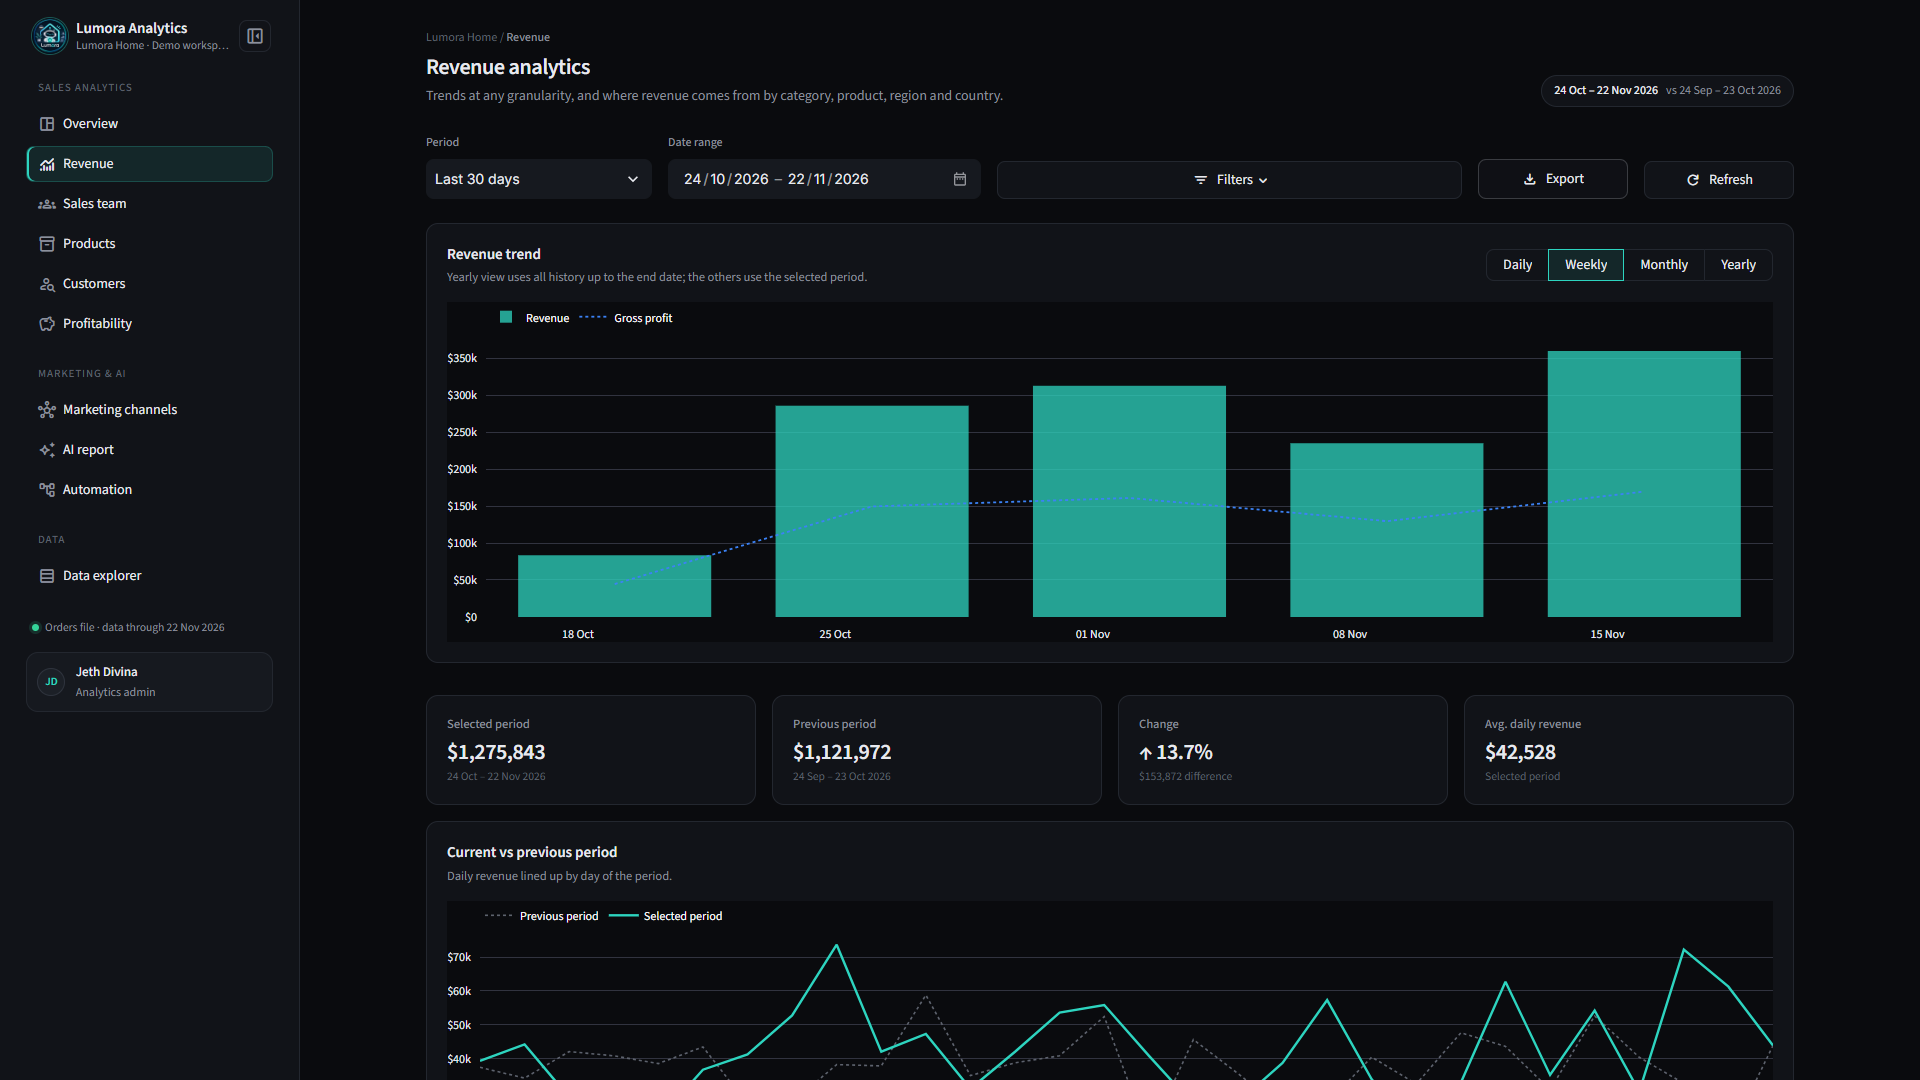 Lumora Analytics
Lumora Home · Demo worksp…
SALES ANALYTICS
Overview
Revenue
Sales team
Products
Customers
Profitability
MARKETING & AI
Marketing channels
AI report
Automation
DATA
Data explorer
Orders file · data through 22 Nov 2026
JD
Jeth Divina
Analytics admin
Lumora Home / Revenue
Revenue analytics
Trends at any granularity, and where revenue comes from by category, product, region and country.
24 Oct – 22 Nov 2026 vs 24 Sep – 23 Oct 2026
Period
Date range
Last 30 days
24/10/2026 – 22/11/2026
Filters
Export
Refresh
Revenue trend
Yearly view uses all history up to the end date; the others use the selected period.
Daily
Weekly
Monthly
Yearly
Revenue
Gross profit
$350k
$300k
$250k
$200k
$150k
$100k
$50k
$0
18 Oct
25 Oct
01 Nov
08 Nov
15 Nov
Selected period
$1,275,843
24 Oct – 22 Nov 2026
Previous period
$1,121,972
24 Sep – 23 Oct 2026
Change
↑ 13.7%
$153,872 difference
Avg. daily revenue
$42,528
Selected period
Current vs previous period
Daily revenue lined up by day of the period.
Previous period
Selected period
$70k
$60k
$50k
$40k